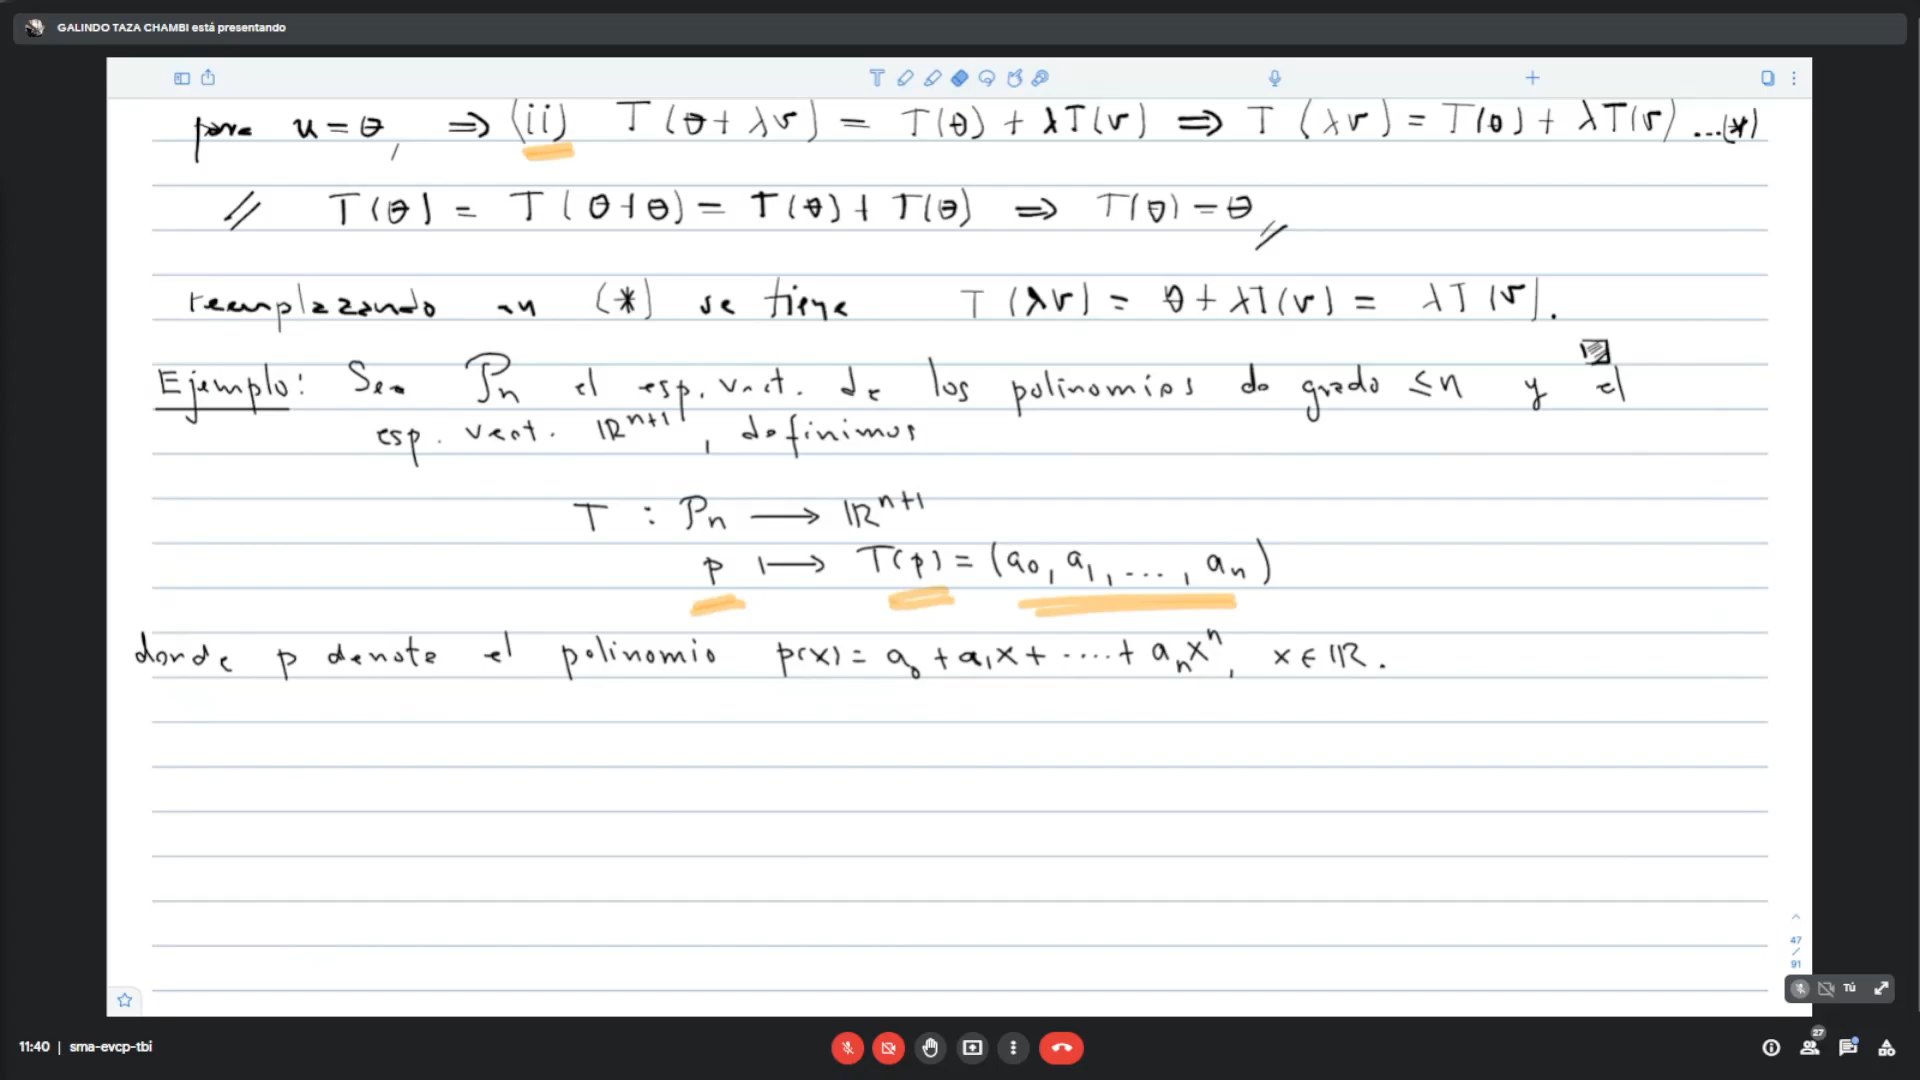 GALINDO TAZA CHAMBI está presentando
para u = θ, ⇒ (ii) T(θ + λv) = T(θ) + λT(v) ⇒ T(λv) = T(θ) + λT(v) ...(*)
// T(θ) = T(θ+θ) = T(θ) + T(θ) ⇒ T(θ) = θ //
reemplazzando en (*) se tiene T(λv) = θ + λT(v) = λT(v).
Ejemplo: Sea Pn el esp. vect. de los polinomios de grado ≤ n y el
esp. vect. ℝⁿ⁺¹, definimos
T : Pn ⟶ ℝⁿ⁺¹
p ⟼ T(p) = (a₀, a₁, ..., aₙ)
donde p denota el polinomio p(x) = a₀ + a₁x + ····+ aₙxⁿ, x ∈ ℝ.
47
/
91
Tú
11:40 | sma-evcp-tbi
27